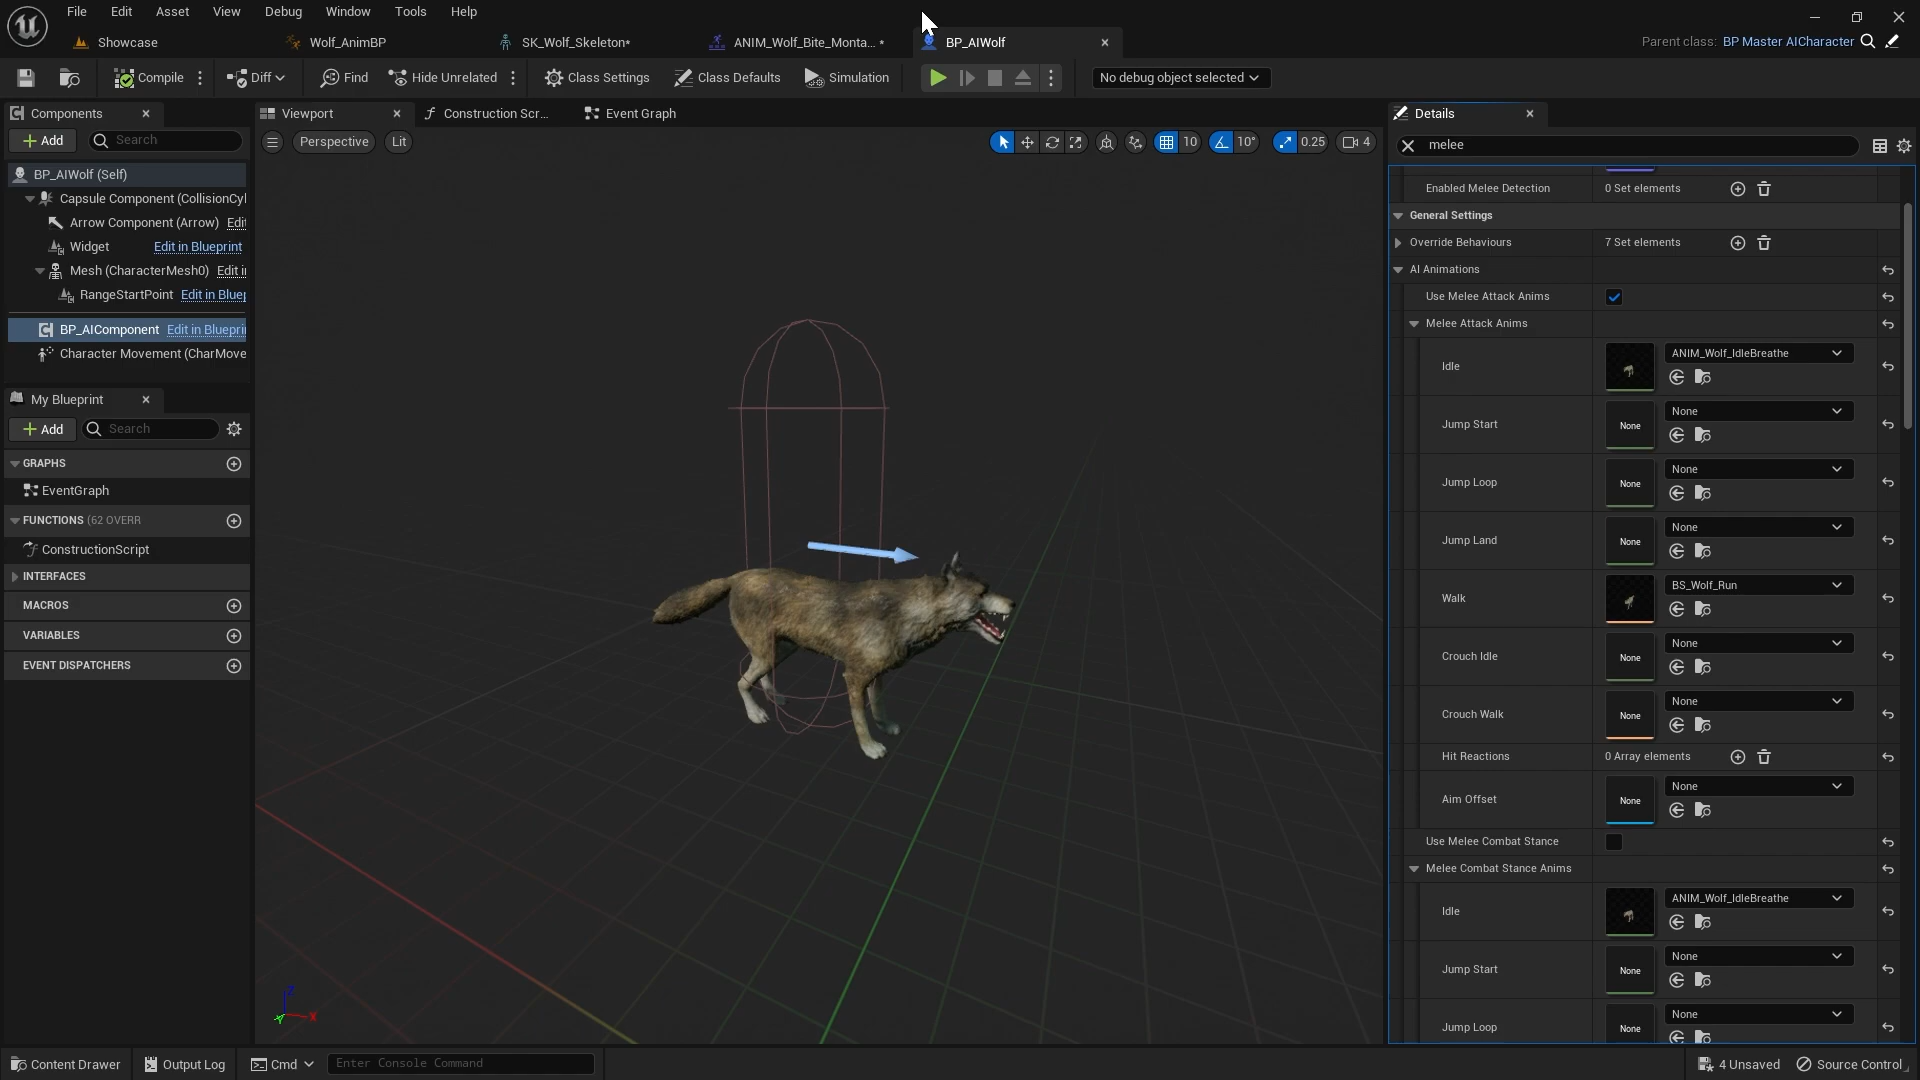 File Edit Asset View Debug Window Tools Help
Showcase Wolf_AnimBP SK_Wolf_Skeleton* ANIM_Wolf_Bite_Monta... * BP_AIWolf
Parent class: BP Master AICharacter
Compile Diff Find Hide Unrelated Class Settings Class Defaults Simulation No debug object selected
Components
Add Search
BP_AIWolf (Self)
Capsule Component (CollisionCyl
Arrow Component (Arrow) Edit
Widget Edit in Blueprint
Mesh (CharacterMesh0) Edit i
RangeStartPoint Edit in Bluep
BP_AIComponent Edit in Blueprin
Character Movement (CharMove
My Blueprint
Add Search
GRAPHS
EventGraph
FUNCTIONS (62 OVERR
ConstructionScript
INTERFACES
MACROS
VARIABLES
EVENT DISPATCHERS
Viewport Construction Scr... Event Graph
Perspective Lit 10 10° 0.25 4
Z
Y
X
Details
melee
Enabled Melee Detection 0 Set elements
General Settings
Override Behaviours 7 Set elements
AI Animations
Use Melee Attack Anims
Melee Attack Anims
Idle ANIM_Wolf_IdleBreathe
Jump Start None None
Jump Loop None None
Jump Land None None
Walk BS_Wolf_Run
Crouch Idle None None
Crouch Walk None None
Hit Reactions 0 Array elements
Aim Offset None None
Use Melee Combat Stance
Melee Combat Stance Anims
Idle ANIM_Wolf_IdleBreathe
Jump Start None None
Jump Loop None None
Content Drawer Output Log Cmd Enter Console Command 4 Unsaved Source Control